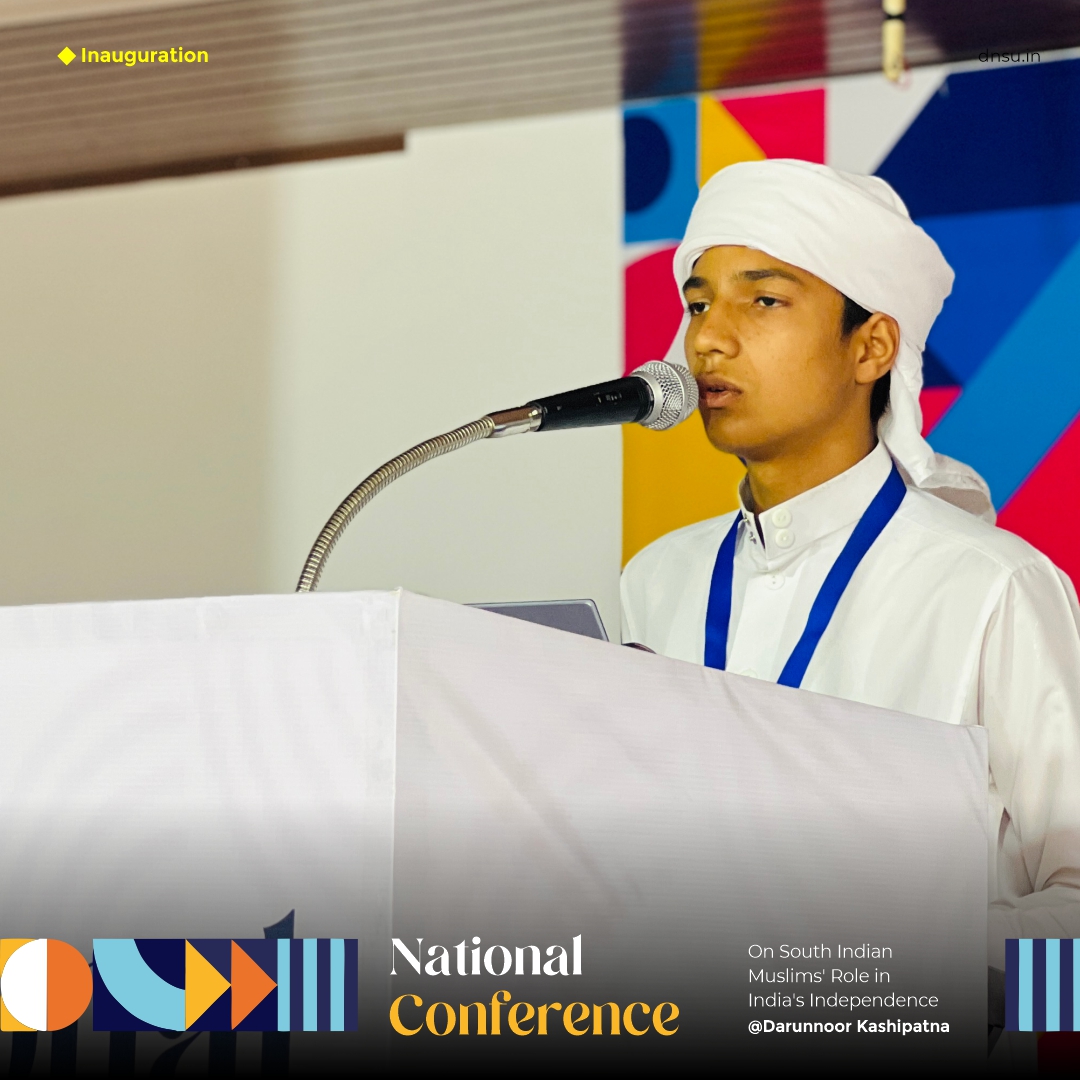 Inauguration
dnsu.in
National
Conference
On South Indian
Muslims' Role in
India's Independence
@Darunnoor Kashipatna